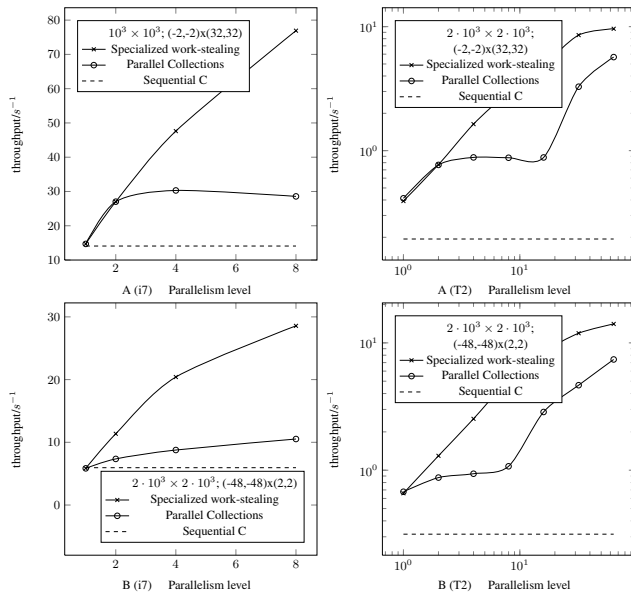 80
70
60
50
40
30
20
10
throughput/s⁻¹
10³ × 10³; (-2,-2)x(32,32)
Specialized work-stealing
Parallel Collections
Sequential C
2 4 6 8
A (i7) Parallelism level
10¹
10⁰
throughput/s⁻¹
2 · 10³ × 2 · 10³;
(-2,-2)x(32,32)
Specialized work-stealing
Parallel Collections
Sequential C
10⁰ 10¹
A (T2) Parallelism level
30
20
10
0
throughput/s⁻¹
2 · 10³ × 2 · 10³; (-48,-48)x(2,2)
Specialized work-stealing
Parallel Collections
Sequential C
2 4 6 8
B (i7) Parallelism level
10¹
10⁰
throughput/s⁻¹
2 · 10³ × 2 · 10³;
(-48,-48)x(2,2)
Specialized work-stealing
Parallel Collections
Sequential C
10⁰ 10¹
B (T2) Parallelism level